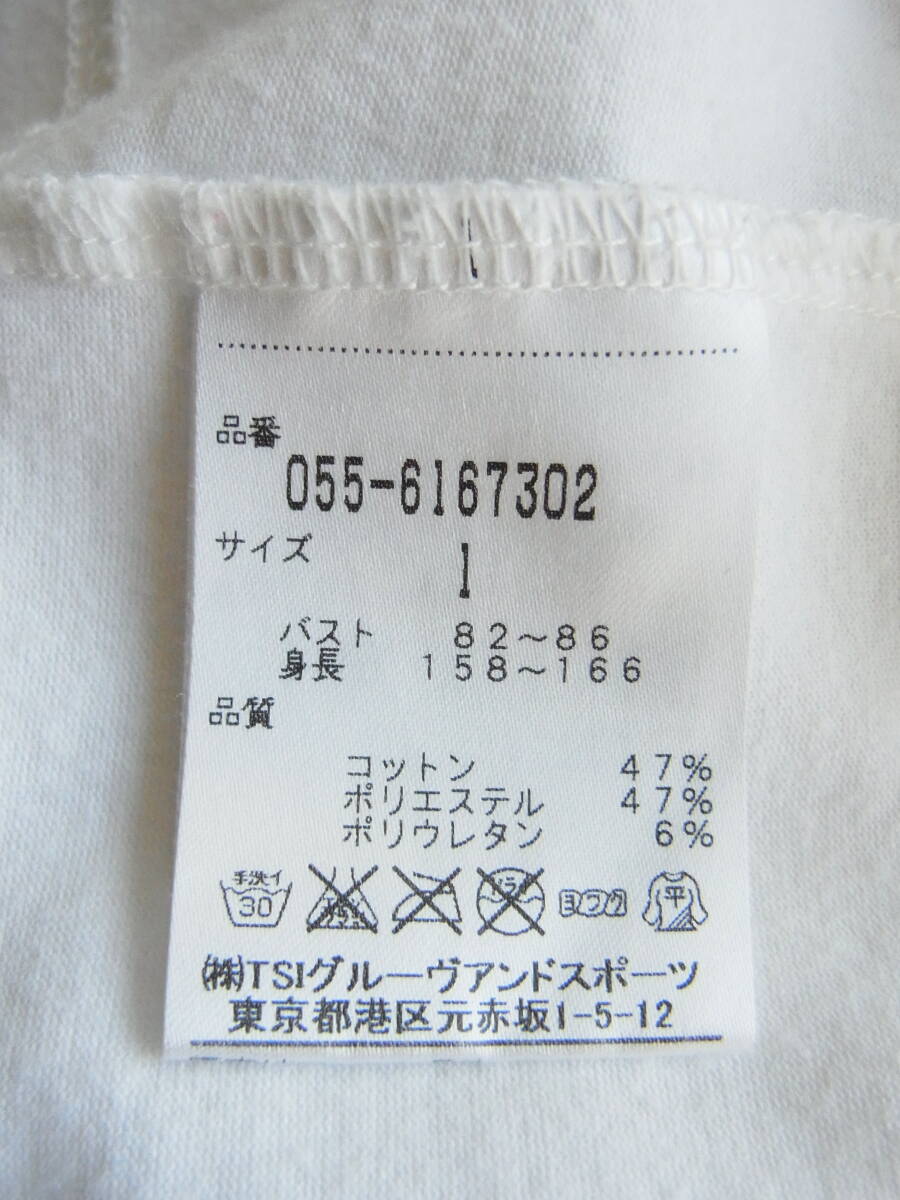 品番
055-6167302
サイズ 1
バスト 82〜86
身長 158〜166
品質
コットン 47%
ポリエステル 47%
ポリウレタン 6%
手洗イ 30 ヨワク 平
㈱TSIグルーヴアンドスポーツ
東京都港区元赤坂1-5-12